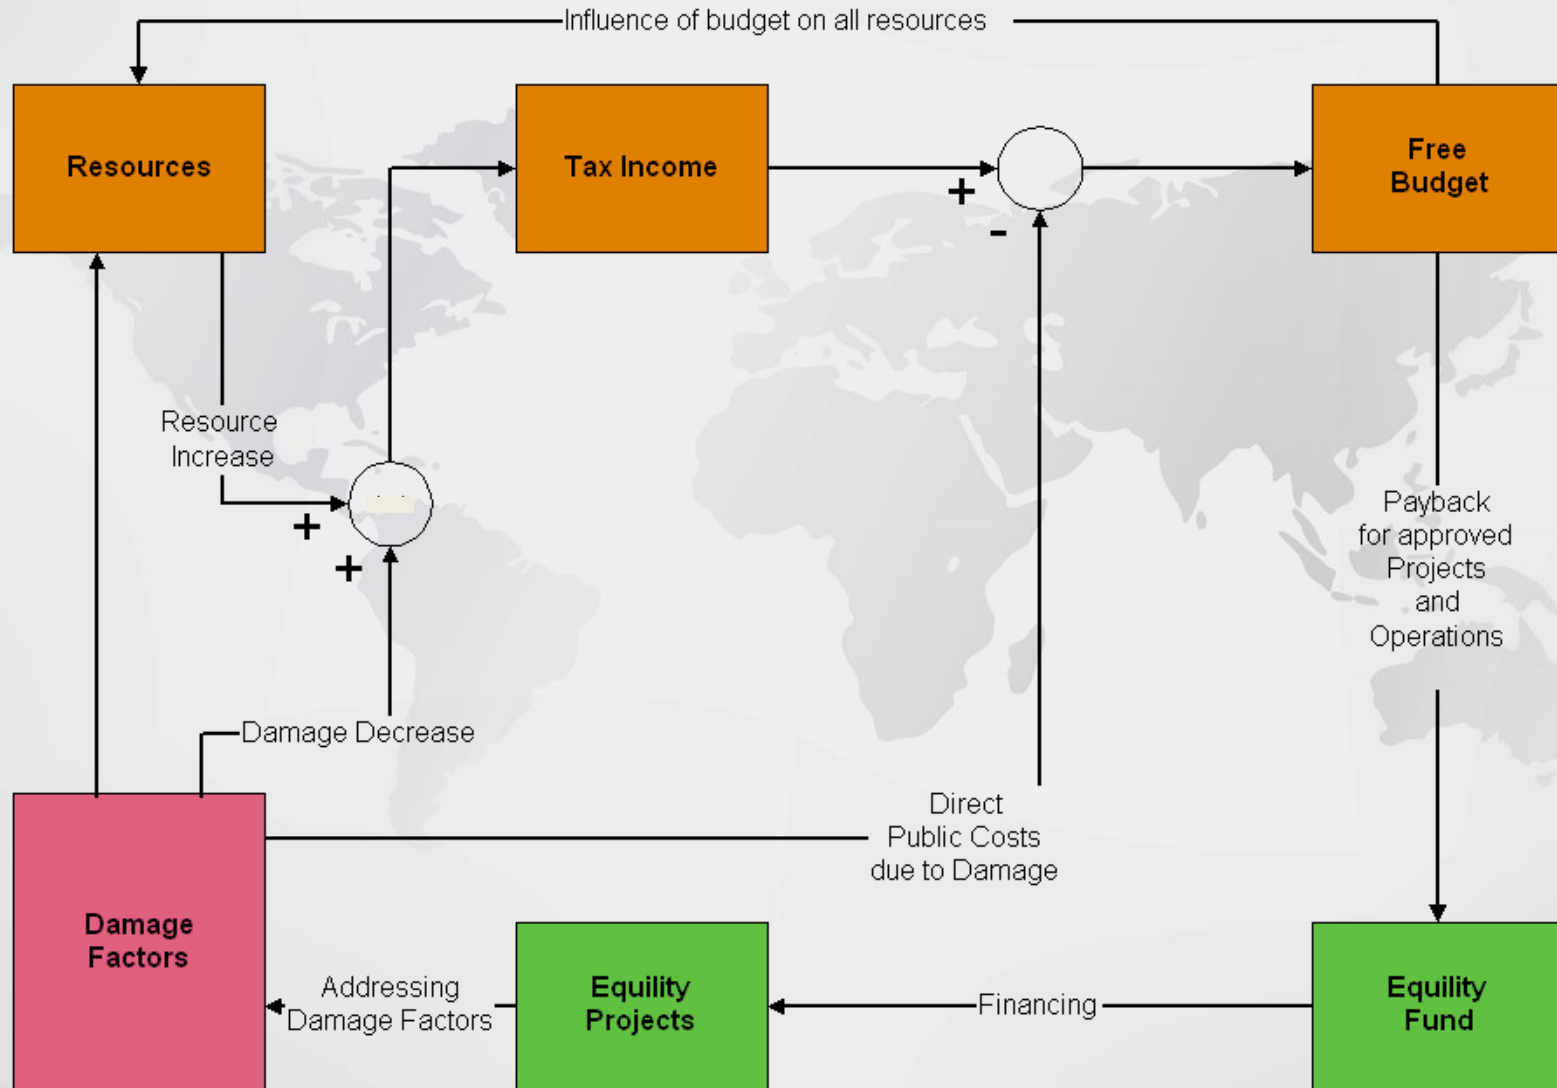 Influence of budget on all resources
Resources
Tax Income
Free
Budget
+
-
Resource
Increase
+
+
Payback
for approved
Projects
and
Operations
Damage Decrease
Direct
Public Costs
due to Damage
Damage
Factors
Addressing
Damage Factors
Equility
Projects
Financing
Equility
Fund